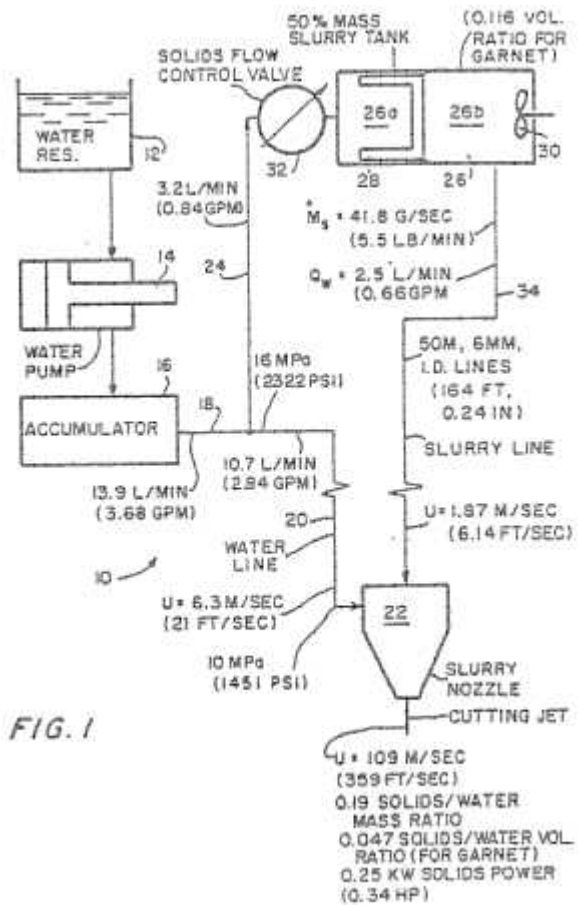 50% MASS
SLURRY TANK
(0.116 VOL.
RATIO FOR
GARNET)
SOLIDS FLOW
CONTROL VALVE
WATER
RES.
12
26a
26b
30
32
28
26
3.2 L/MIN
(0.84 GPM)
24
Ṁs = 41.8 G/SEC
(5.5 LB/MIN)
Qw = 2.5 L/MIN
(0.66 GPM
34
14
WATER
PUMP
16
ACCUMULATOR
18
16 MPa
(2322 PSI)
50M, 6MM,
I.D. LINES
(164 FT,
0.24 IN)
SLURRY LINE
13.9 L/MIN
(3.68 GPM)
10.7 L/MIN
(2.84 GPM)
20
WATER
LINE
U = 1.87 M/SEC
(6.14 FT/SEC)
10
U = 6.3 M/SEC
(21 FT/SEC)
22
10 MPa
(1451 PSI)
SLURRY
NOZZLE
CUTTING JET
FIG. 1
U = 109 M/SEC
(359 FT/SEC)
0.19 SOLIDS/WATER
MASS RATIO
0.047 SOLIDS/WATER VOL.
RATIO (FOR GARNET)
0.25 KW SOLIDS POWER
(0.34 HP)